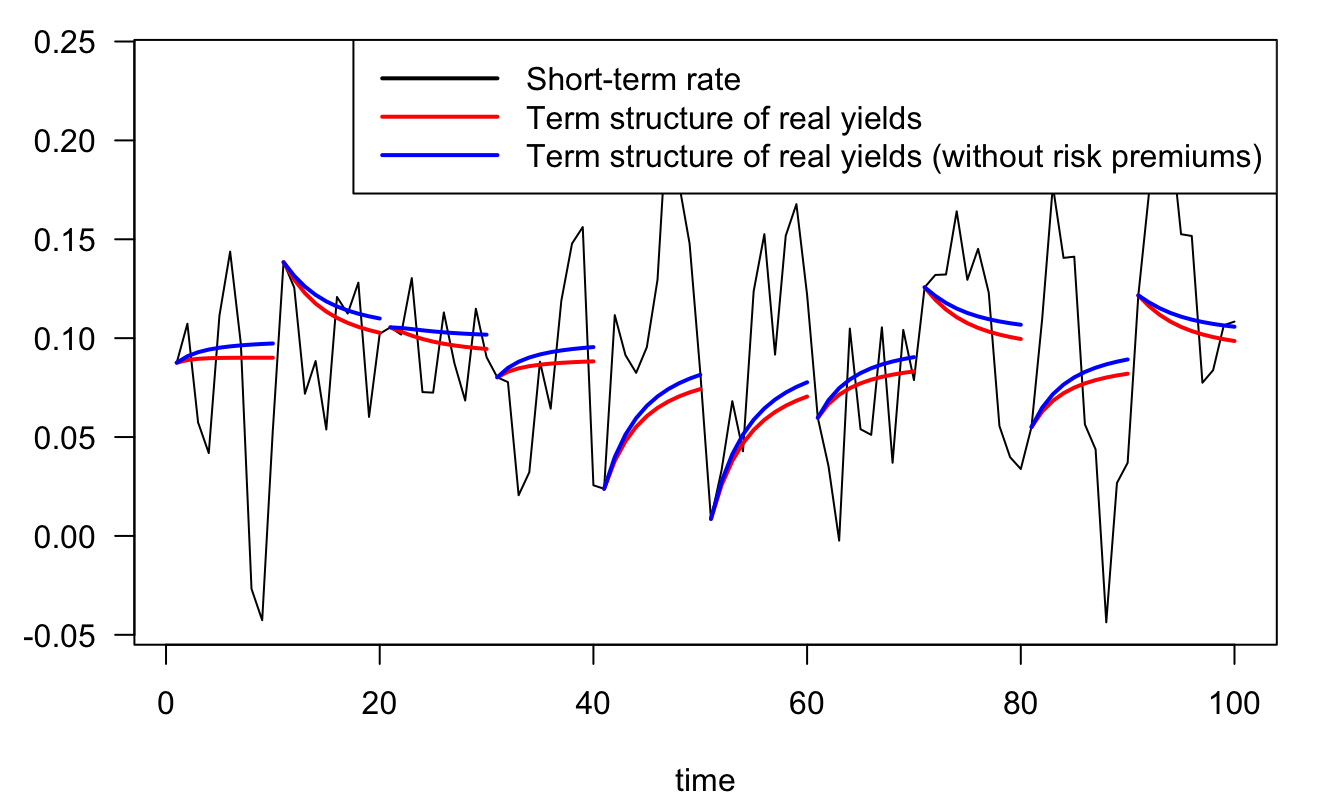 0.25
0.20
0.15
0.10
0.05
0.00
-0.05
Short-term rate
Term structure of real yields
Term structure of real yields (without risk premiums)
0 20 40 60 80 100
time